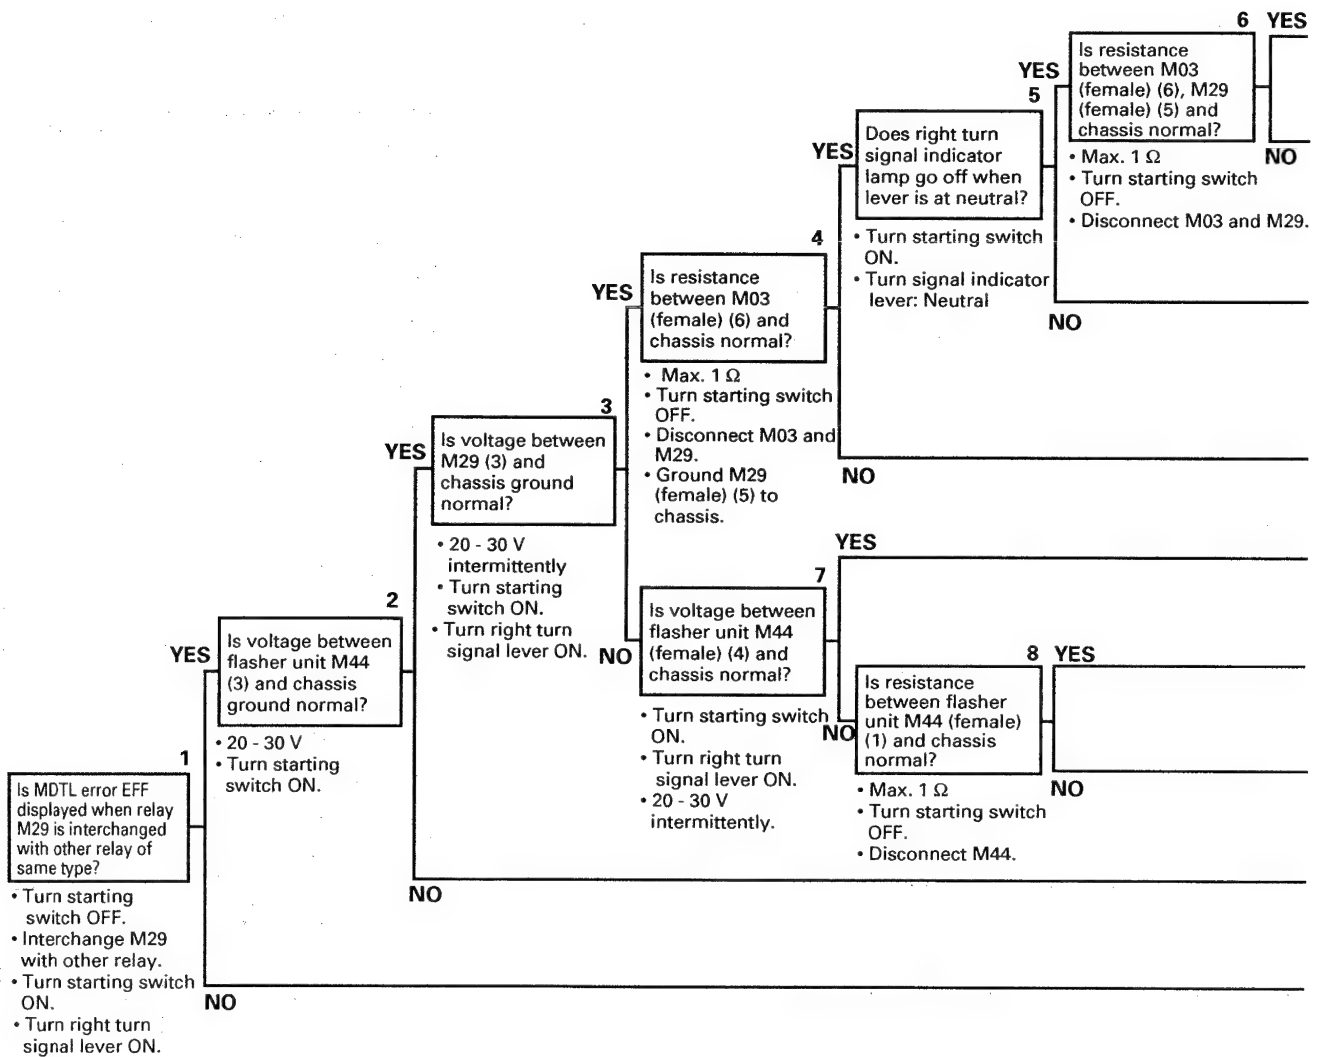 6 YES
Is resistance
between M03
(female) (6), M29
(female) (5) and
chassis normal?
NO
• Max. 1 Ω
• Turn starting switch
OFF.
• Disconnect M03 and M29.
YES
5
Does right turn
signal indicator
lamp go off when
lever is at neutral?
• Turn starting switch
ON.
• Turn signal indicator
lever: Neutral
NO
YES
4
Is resistance
between M03
(female) (6) and
chassis normal?
• Max. 1 Ω
• Turn starting switch
OFF.
• Disconnect M03 and
M29.
• Ground M29
(female) (5) to
chassis.
NO
YES
3
Is voltage between
M29 (3) and
chassis ground
normal?
• 20 - 30 V
intermittently
• Turn starting
switch ON.
• Turn right turn
signal lever ON.
NO
YES
7
Is voltage between
flasher unit M44
(female) (4) and
chassis normal?
• Turn starting switch
ON.
• Turn right turn
signal lever ON.
• 20 - 30 V
intermittently.
YES
NO
8 YES
Is resistance
between flasher
unit M44 (female)
(1) and chassis
normal?
• Max. 1 Ω
• Turn starting switch
OFF.
• Disconnect M44.
NO
2
YES
Is voltage between
flasher unit M44
(3) and chassis
ground normal?
• 20 - 30 V
• Turn starting
switch ON.
NO
YES
1
Is MDTL error EFF
displayed when relay
M29 is interchanged
with other relay of
same type?
• Turn starting
switch OFF.
• Interchange M29
with other relay.
• Turn starting switch
ON.
• Turn right turn
signal lever ON.
NO